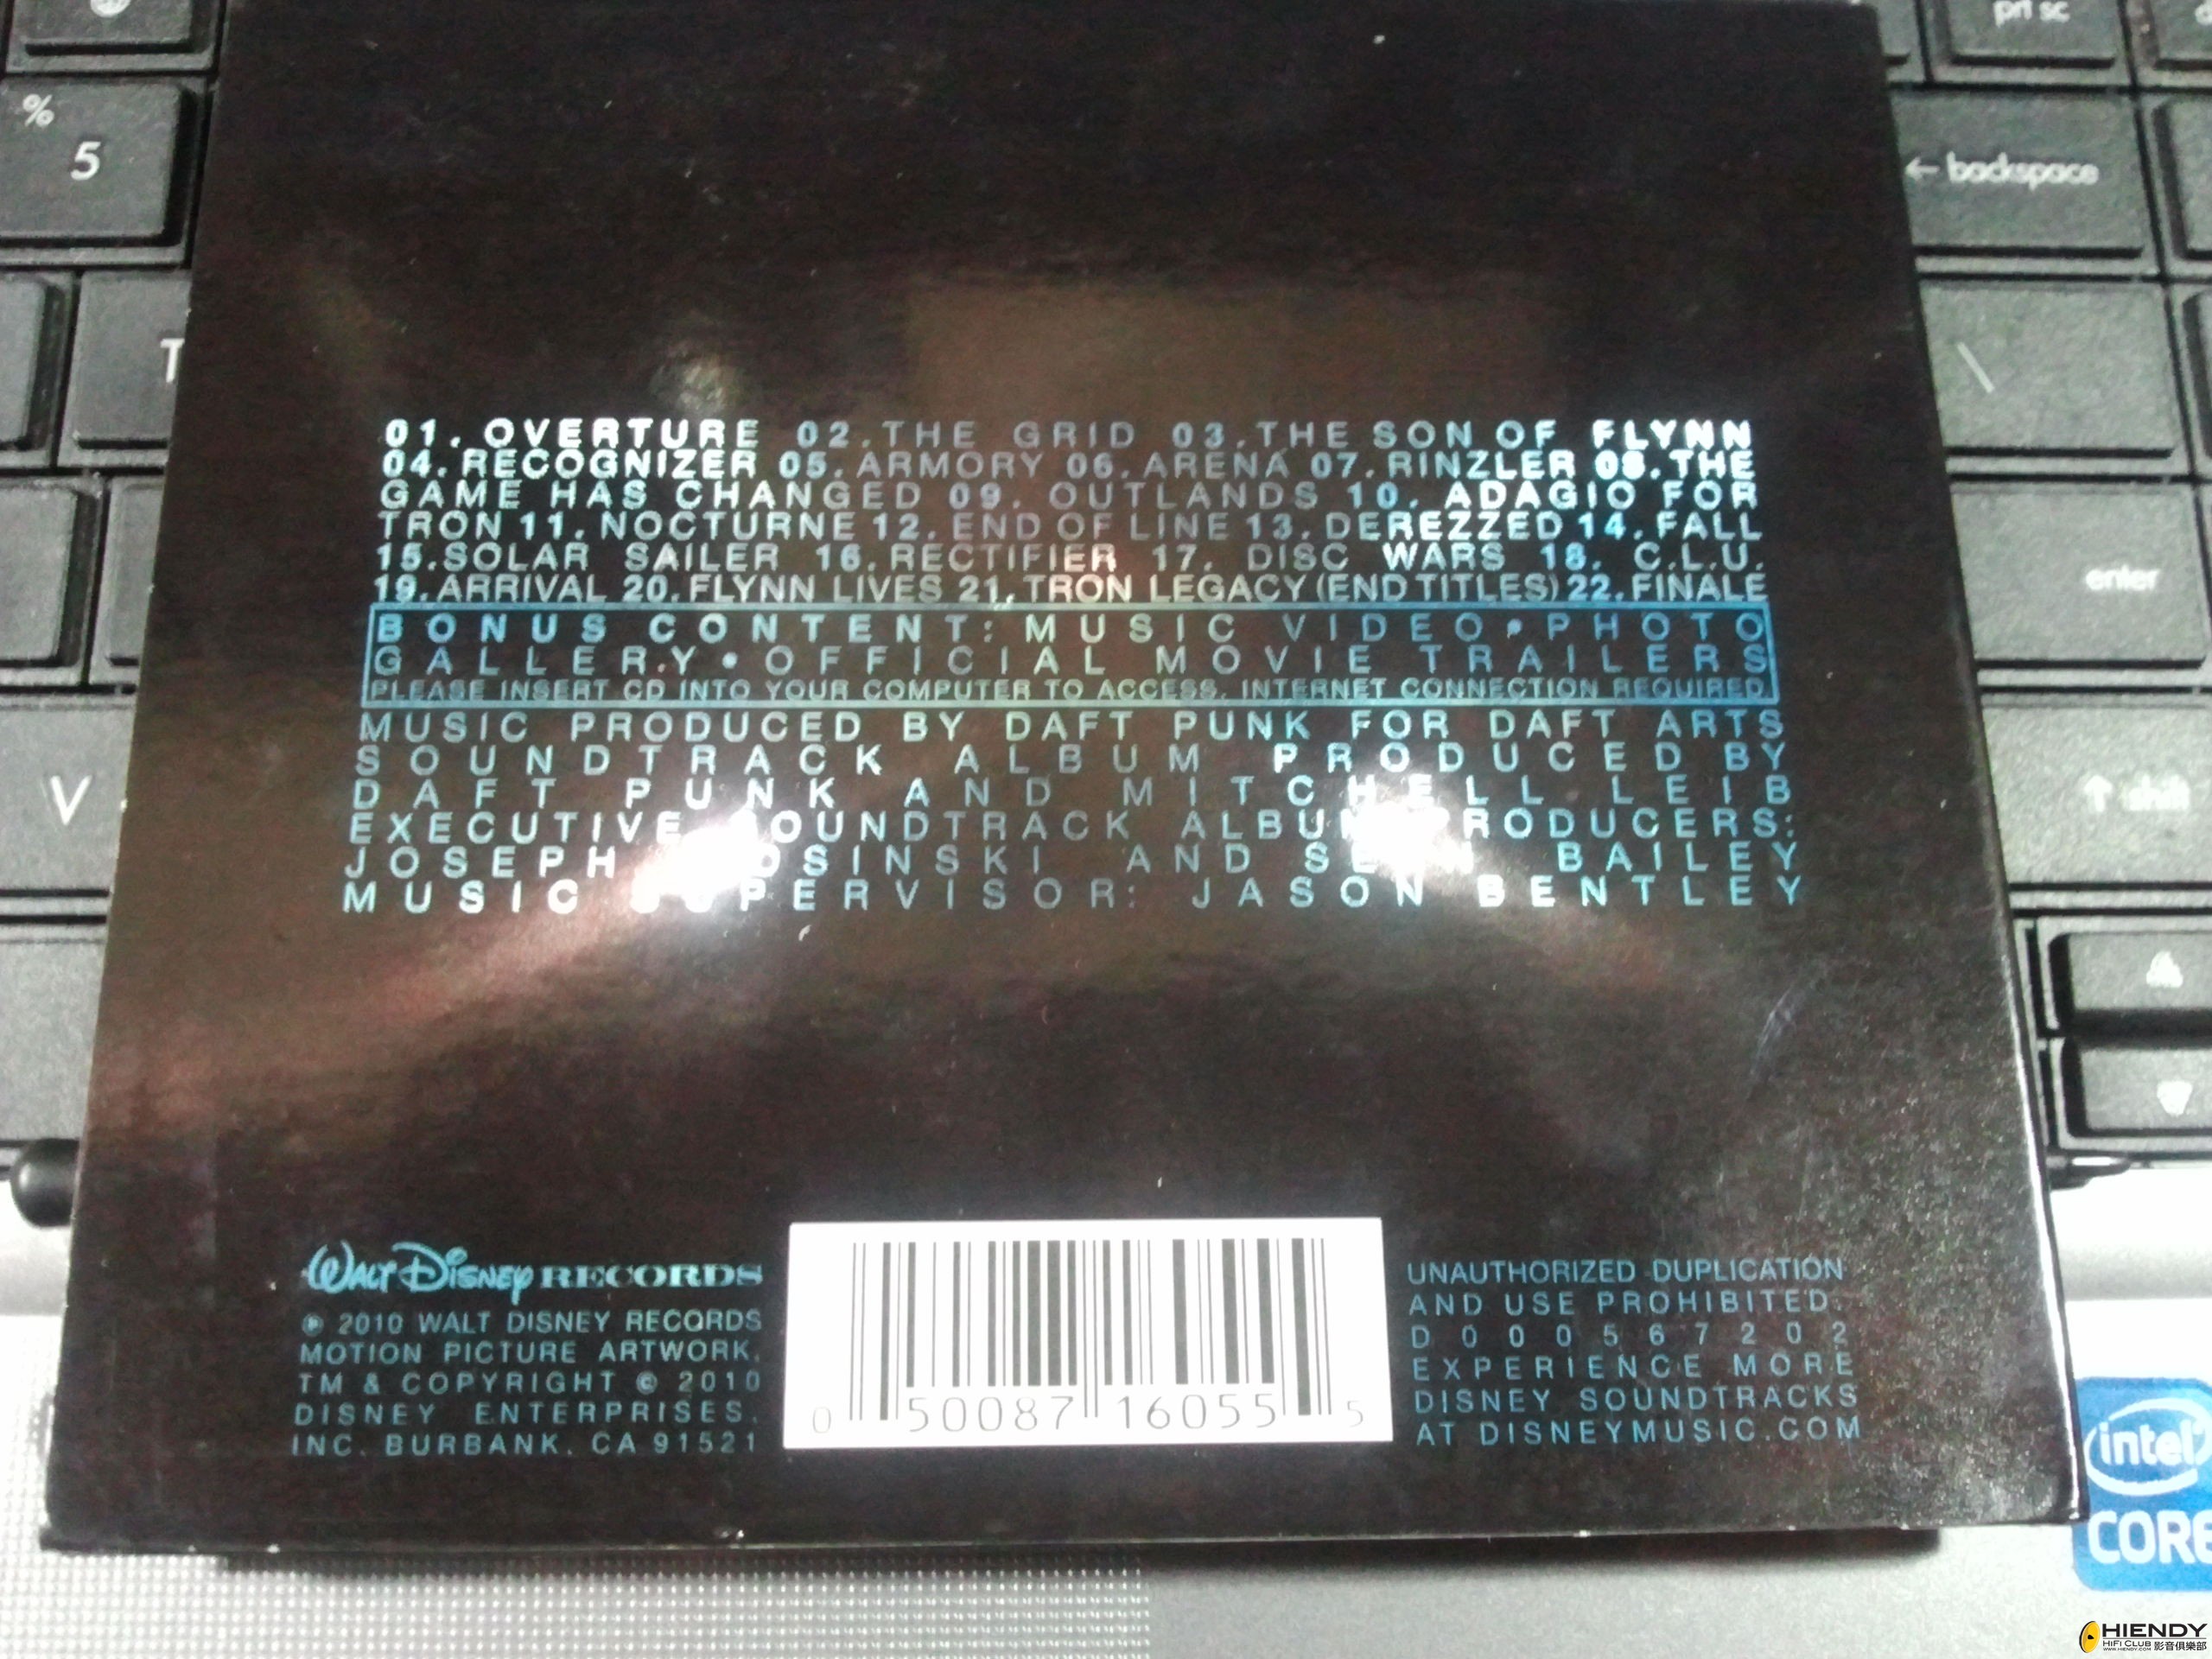 prt sc
%
5
← backspace
T
\
01. OVERTURE 02.THE GRID 03.THE SON OF FLYNN
04.RECOGNIZER 05.ARMORY 06.ARENA 07.RINZLER 08.THE
GAME HAS CHANGED 09. OUTLANDS 10. ADAGIO FOR
TRON 11. NOCTURNE 12.END OF LINE 13.DEREZZED 14.FALL
15.SOLAR SAILER 16.RECTIFIER 17. DISC WARS 18. C.L.U.
19.ARRIVAL 20.FLYNN LIVES 21.TRON LEGACY (END TITLES) 22.FINALE
enter
BONUS CONTENT: MUSIC VIDEO • PHOTO
GALLERY • OFFICIAL MOVIE TRAILERS
PLEASE INSERT CD INTO YOUR COMPUTER TO ACCESS. INTERNET CONNECTION REQUIRED.
MUSIC PRODUCED BY DAFT PUNK FOR DAFT ARTS
SOUNDTRACK ALBUM PRODUCED BY
DAFT PUNK AND MITCHELL LEIB
V
↑ shift
EXECUTIVE SOUNDTRACK ALBUM PRODUCERS:
JOSEPH AND BAILEY
MUSIC SUPERVISOR: JASON BENTLEY
WALT DISNEY RECORDS
℗ 2010 WALT DISNEY RECORDS
MOTION PICTURE ARTWORK,
TM & COPYRIGHT © 2010
DISNEY ENTERPRISES,
INC. BURBANK, CA 91521
0 50087 16055 5
UNAUTHORIZED DUPLICATION
AND USE PROHIBITED.
D000567202
EXPERIENCE MORE
DISNEY SOUNDTRACKS
AT DISNEYMUSIC.COM
intel
CORE
HIENDY
HIFI CLUB 影音俱樂部
WWW.HIENDY.COM